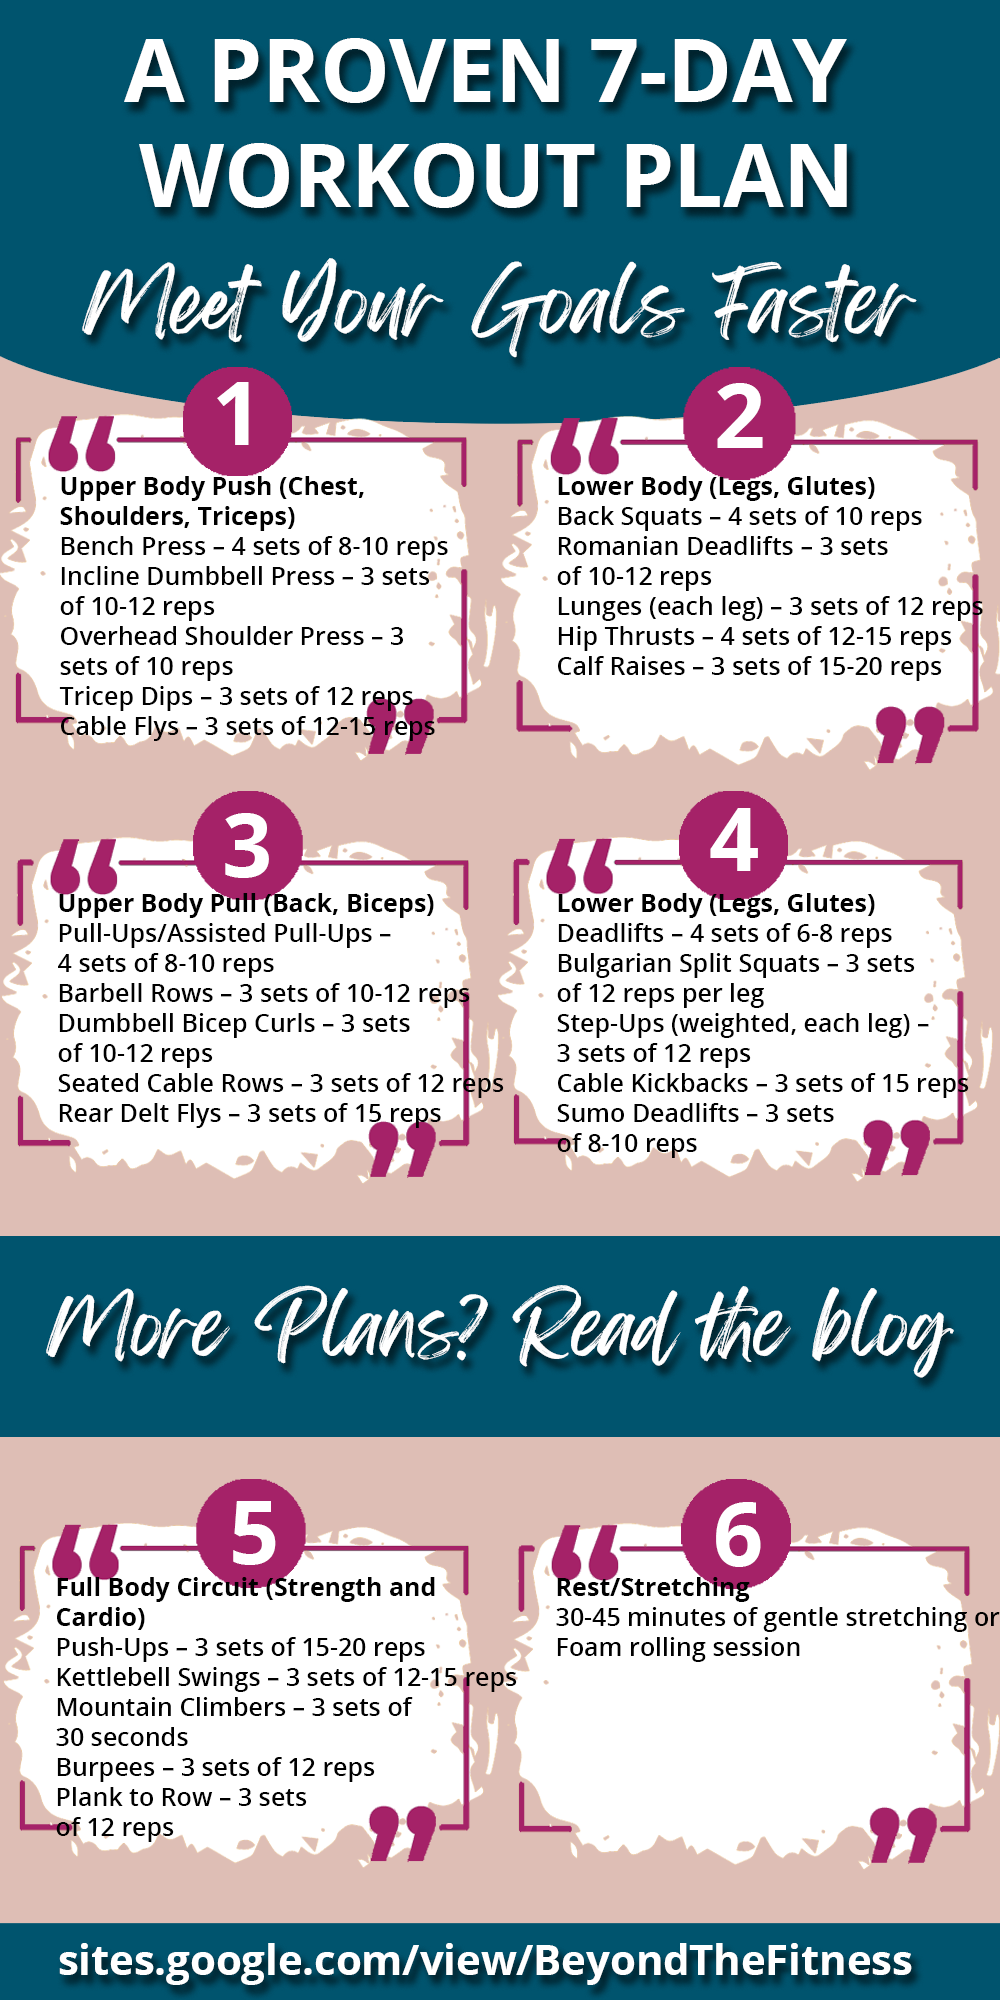 A PROVEN 7-DAY
WORKOUT PLAN
Meet Your Goals Faster
1
Upper Body Push (Chest,
Shoulders, Triceps)
Bench Press – 4 sets of 8-10 reps
Incline Dumbbell Press – 3 sets
of 10-12 reps
Overhead Shoulder Press – 3
sets of 10 reps
Tricep Dips – 3 sets of 12 reps
Cable Flys – 3 sets of 12-15 reps
2
Lower Body (Legs, Glutes)
Back Squats – 4 sets of 10 reps
Romanian Deadlifts – 3 sets
of 10-12 reps
Lunges (each leg) – 3 sets of 12 reps
Hip Thrusts – 4 sets of 12-15 reps
Calf Raises – 3 sets of 15-20 reps
3
Upper Body Pull (Back, Biceps)
Pull-Ups/Assisted Pull-Ups –
4 sets of 8-10 reps
Barbell Rows – 3 sets of 10-12 reps
Dumbbell Bicep Curls – 3 sets
of 10-12 reps
Seated Cable Rows – 3 sets of 12 reps
Rear Delt Flys – 3 sets of 15 reps
4
Lower Body (Legs, Glutes)
Deadlifts – 4 sets of 6-8 reps
Bulgarian Split Squats – 3 sets
of 12 reps per leg
Step-Ups (weighted, each leg) –
3 sets of 12 reps
Cable Kickbacks – 3 sets of 15 reps
Sumo Deadlifts – 3 sets
of 8-10 reps
More Plans? Read the blog
5
Full Body Circuit (Strength and
Cardio)
Push-Ups – 3 sets of 15-20 reps
Kettlebell Swings – 3 sets of 12-15 reps
Mountain Climbers – 3 sets of
30 seconds
Burpees – 3 sets of 12 reps
Plank to Row – 3 sets
of 12 reps
6
Rest/Stretching
30-45 minutes of gentle stretching or
Foam rolling session
sites.google.com/view/BeyondTheFitness